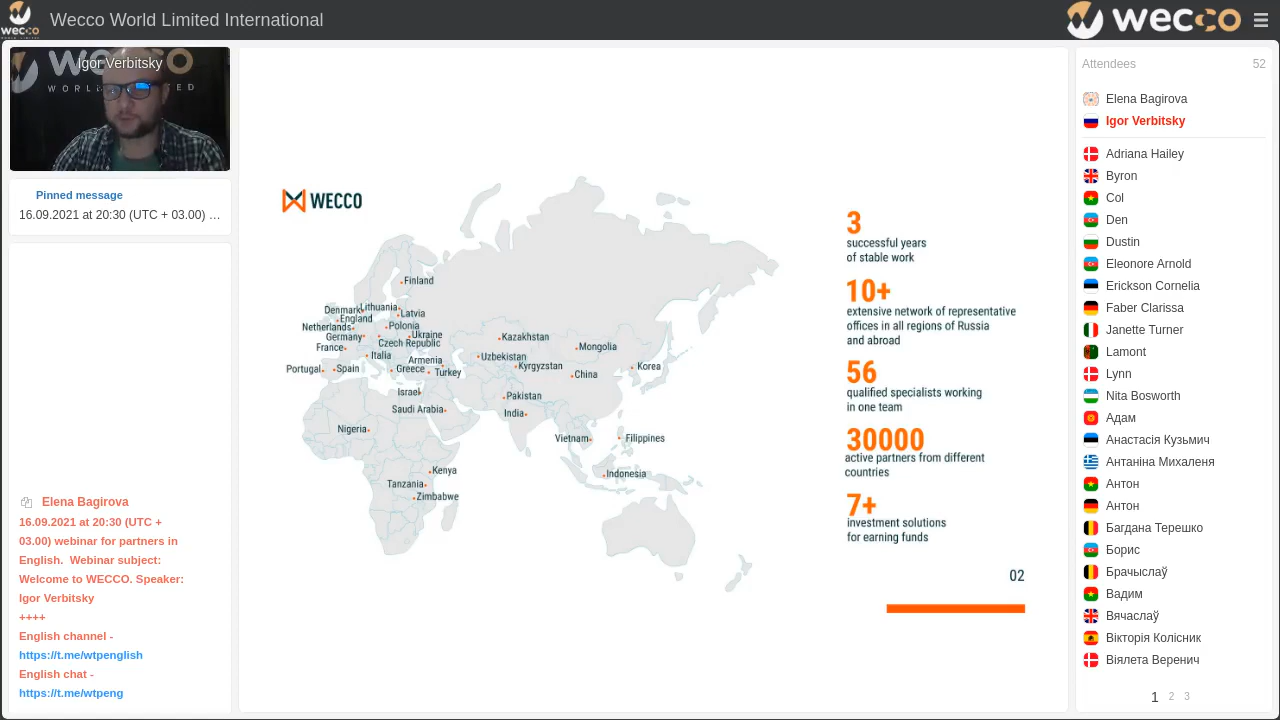 wecco
Wecco World Limited International
wecco
Igor Verbitsky
Pinned message
16.09.2021 at 20:30 (UTC + 03.00) …
Elena Bagirova
16.09.2021 at 20:30 (UTC +
03.00) webinar for partners in
English.  Webinar subject:
Welcome to WECCO. Speaker:
Igor Verbitsky
++++
English channel -
https://t.me/wtpenglish
English chat -
https://t.me/wtpeng
WECCO
Finland
Denmark
Lithuania
Latvia
England
Netherlands
Polonia
Germany
Ukraine
Czech Republic
France
Italia
Armenia
Portugal
Spain
Greece
Turkey
Kazakhstan
Mongolia
Uzbekistan
Kyrgyzstan
China
Korea
Israel
Saudi Arabia
Pakistan
India
Nigeria
Vietnam
Filippines
Kenya
Tanzania
Zimbabwe
Indonesia
3
successful years
of stable work
10+
extensive network of representative
offices in all regions of Russia
and abroad
56
qualified specialists working
in one team
30000
active partners from different
countries
7+
investment solutions
for earning funds
02
Attendees 52
Elena Bagirova
Igor Verbitsky
Adriana Hailey
Byron
Col
Den
Dustin
Eleonore Arnold
Erickson Cornelia
Faber Clarissa
Janette Turner
Lamont
Lynn
Nita Bosworth
Адам
Анастасія Кузьмич
Антаніна Михаленя
Антон
Антон
Багдана Терешко
Борис
Брачыслаў
Вадим
Вячаслаў
Вікторія Колісник
Віялета Веренич
1 2 3